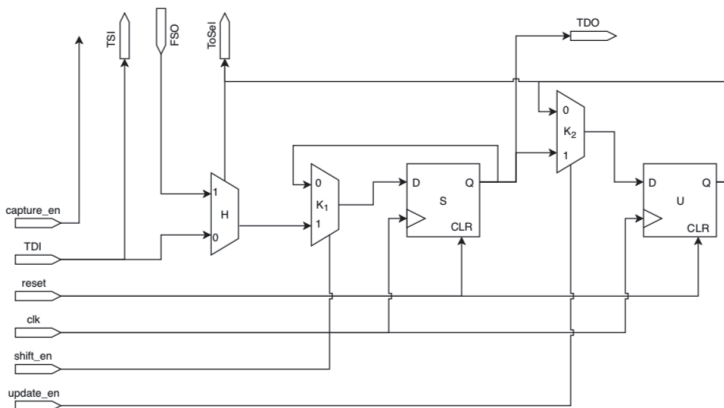 TSI
FSO
ToSel
TDO
0
K2
1
1
H
0
0
K1
1
D
Q
S
CLR
D
Q
U
CLR
capture_en
TDI
reset
clk
shift_en
update_en